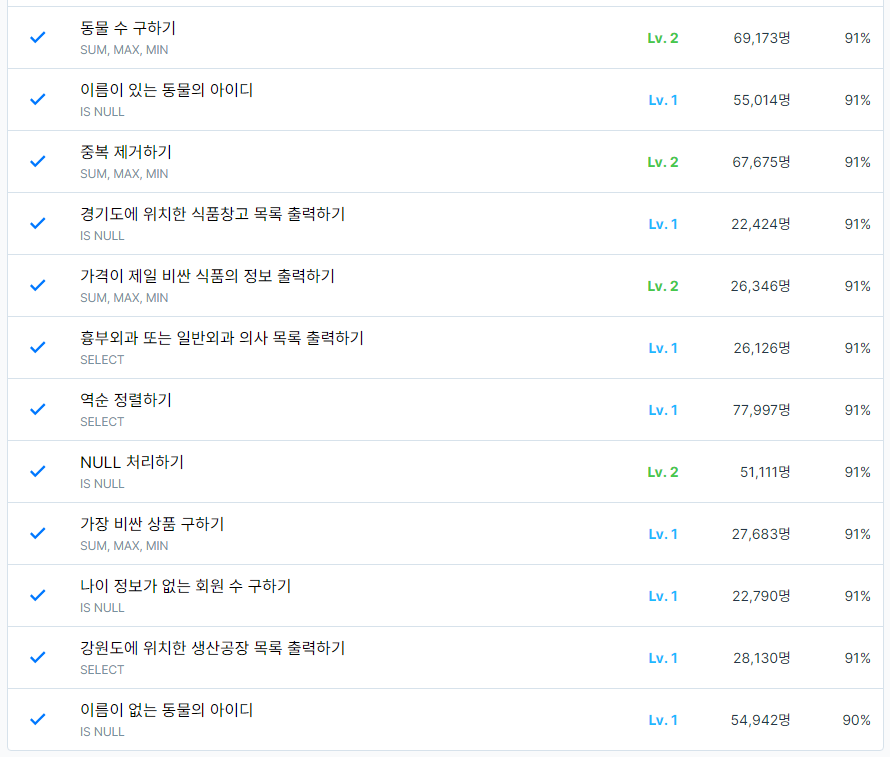 동물 수 구하기
SUM, MAX, MIN
Lv. 2 69,173명 91%
이름이 있는 동물의 아이디
IS NULL
Lv. 1 55,014명 91%
중복 제거하기
SUM, MAX, MIN
Lv. 2 67,675명 91%
경기도에 위치한 식품창고 목록 출력하기
IS NULL
Lv. 1 22,424명 91%
가격이 제일 비싼 식품의 정보 출력하기
SUM, MAX, MIN
Lv. 2 26,346명 91%
흉부외과 또는 일반외과 의사 목록 출력하기
SELECT
Lv. 1 26,126명 91%
역순 정렬하기
SELECT
Lv. 1 77,997명 91%
NULL 처리하기
IS NULL
Lv. 2 51,111명 91%
가장 비싼 상품 구하기
SUM, MAX, MIN
Lv. 1 27,683명 91%
나이 정보가 없는 회원 수 구하기
IS NULL
Lv. 1 22,790명 91%
강원도에 위치한 생산공장 목록 출력하기
SELECT
Lv. 1 28,130명 91%
이름이 없는 동물의 아이디
IS NULL
Lv. 1 54,942명 90%